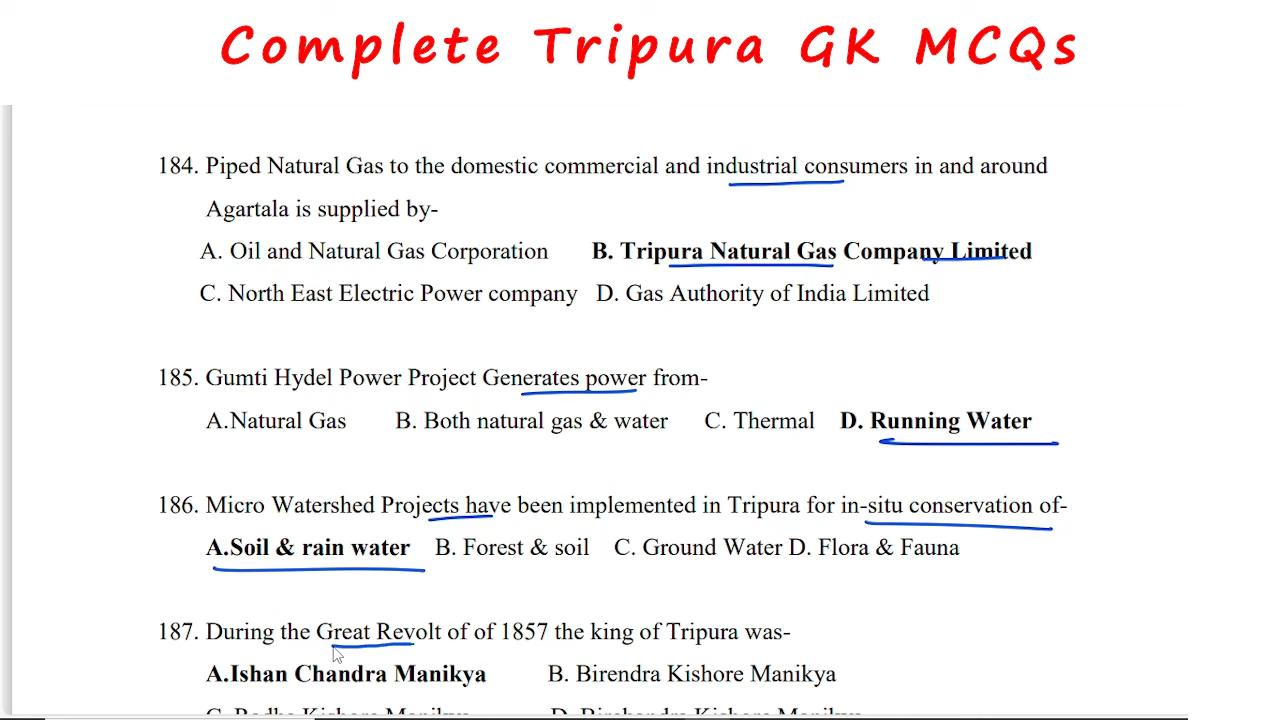 Complete Tripura GK MCQs
184. Piped Natural Gas to the domestic commercial and industrial consumers in and around
Agartala is supplied by-
A. Oil and Natural Gas Corporation B. Tripura Natural Gas Company Limited
C. North East Electric Power company D. Gas Authority of India Limited
185. Gumti Hydel Power Project Generates power from-
A.Natural Gas B. Both natural gas & water C. Thermal D. Running Water
186. Micro Watershed Projects have been implemented in Tripura for in-situ conservation of-
A.Soil & rain water B. Forest & soil C. Ground Water D. Flora & Fauna
187. During the Great Revolt of of 1857 the king of Tripura was-
A.Ishan Chandra Manikya B. Birendra Kishore Manikya